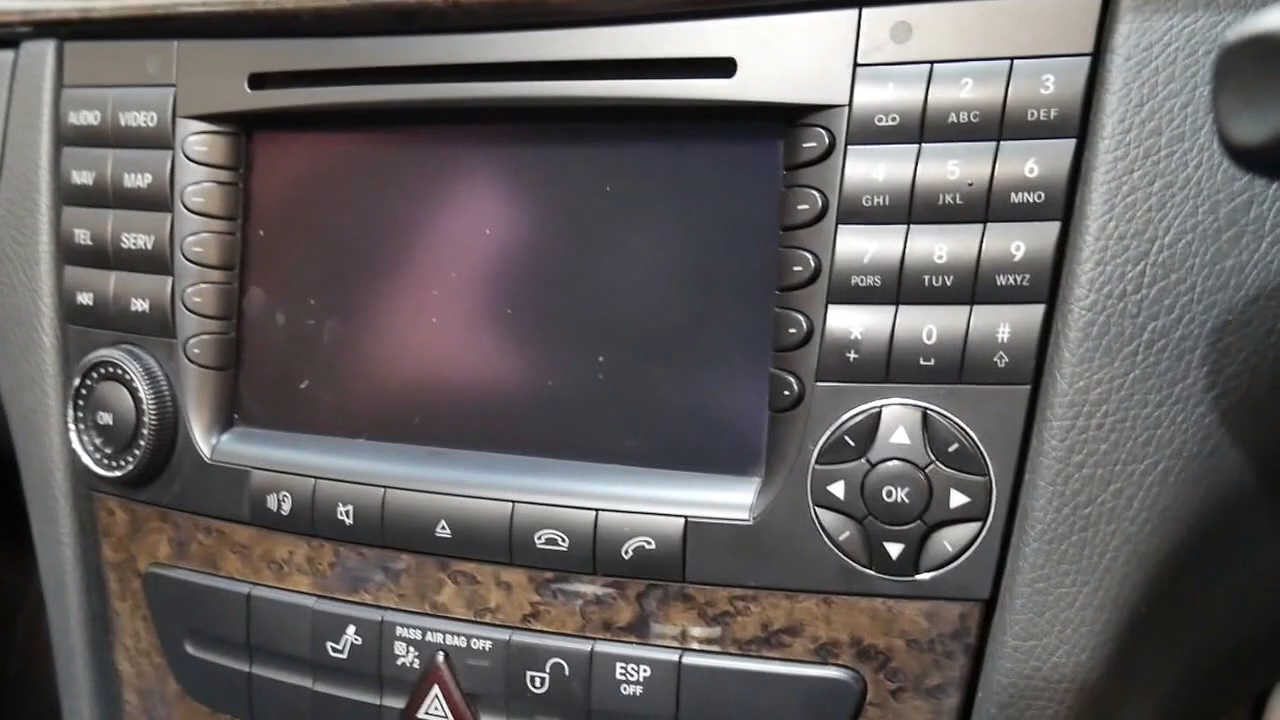 AUDIO VIDEO
NAV MAP
TEL SERV
ON
1 2 3
ABC DEF
4 5 6
GHI JKL MNO
7 8 9
PQRS TUV WXYZ
* 0 #
+
OK
PASS AIR BAG OFF
ESP
OFF